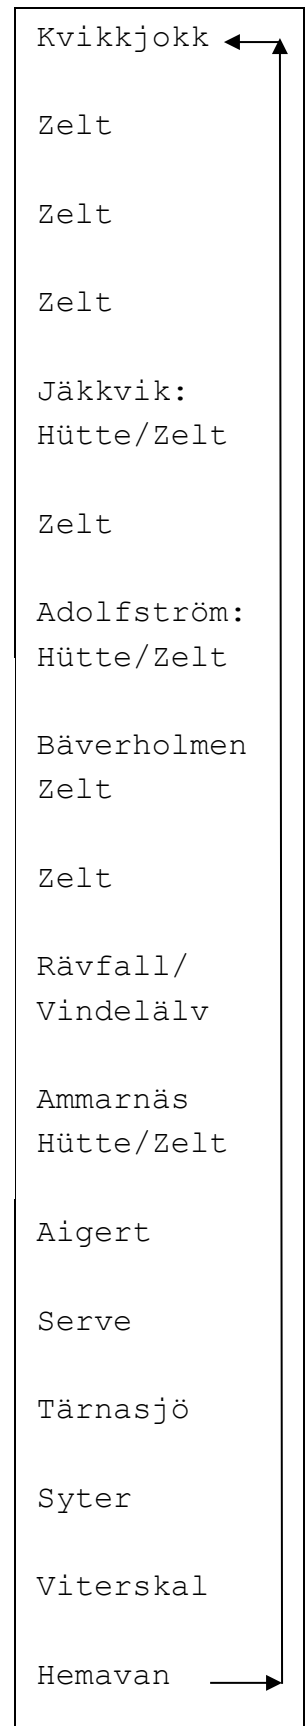 Kvikkjokk
Zelt
Zelt
Zelt
Jäkkvik:
Hütte/Zelt
Zelt
Adolfström:
Hütte/Zelt
Bäverholmen
Zelt
Zelt
Rävfall/
Vindelälv
Ammarnäs
Hütte/Zelt
Aigert
Serve
Tärnasjö
Syter
Viterskal
Hemavan